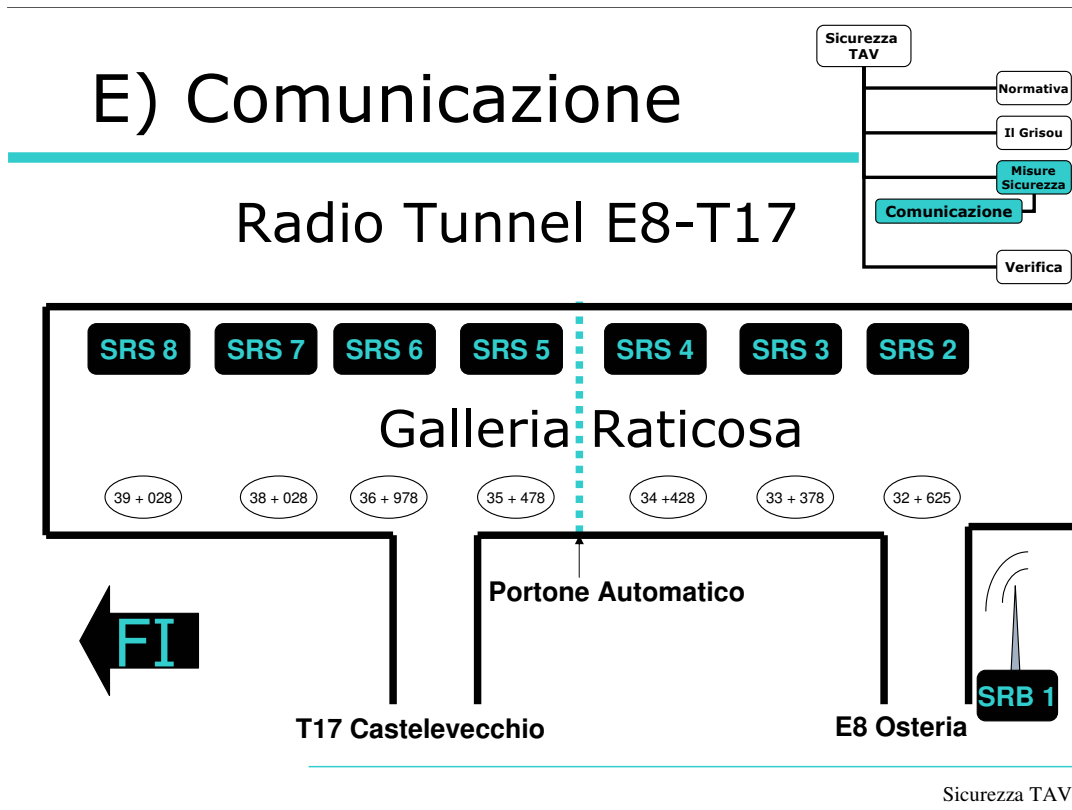 E) Comunicazione
Sicurezza
TAV
Normativa
Il Grisou
Misure
Sicurezza
Comunicazione
Verifica
Radio Tunnel E8-T17
SRS 8
SRS 7
SRS 6
SRS 5
SRS 4
SRS 3
SRS 2
Galleria Raticosa
39 + 028
38 + 028
36 + 978
35 + 478
34 +428
33 + 378
32 + 625
Portone Automatico
FI
SRB 1
T17 Castelevecchio
E8 Osteria
Sicurezza TAV